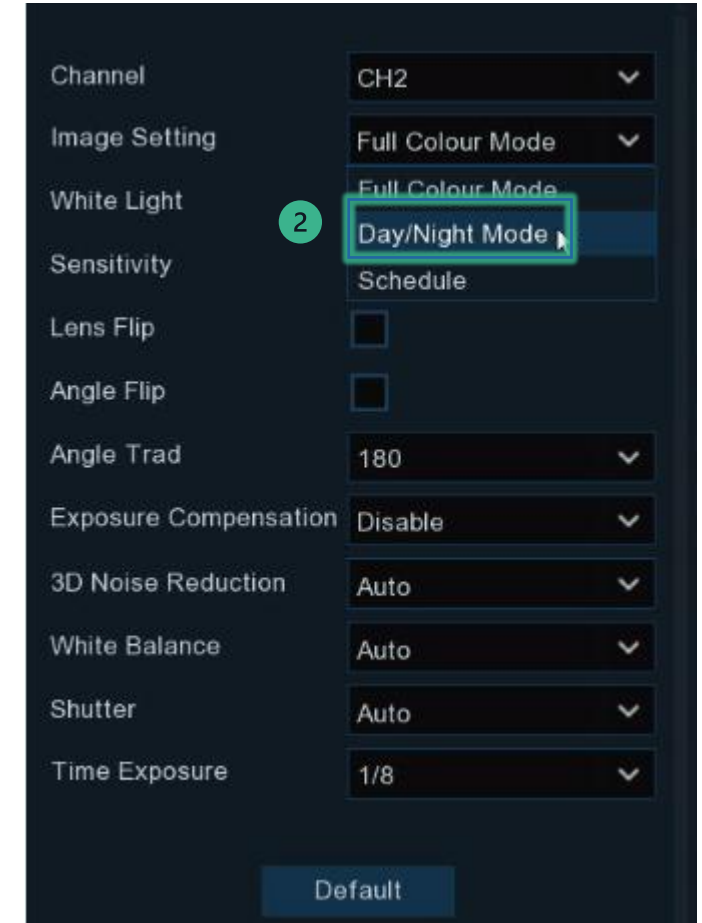 Channel CH2
Image Setting Full Colour Mode
White Light Full Colour Mode
2 Day/Night Mode
Sensitivity Schedule
Lens Flip
Angle Flip
Angle Trad 180
Exposure Compensation Disable
3D Noise Reduction Auto
White Balance Auto
Shutter Auto
Time Exposure 1/8
Default